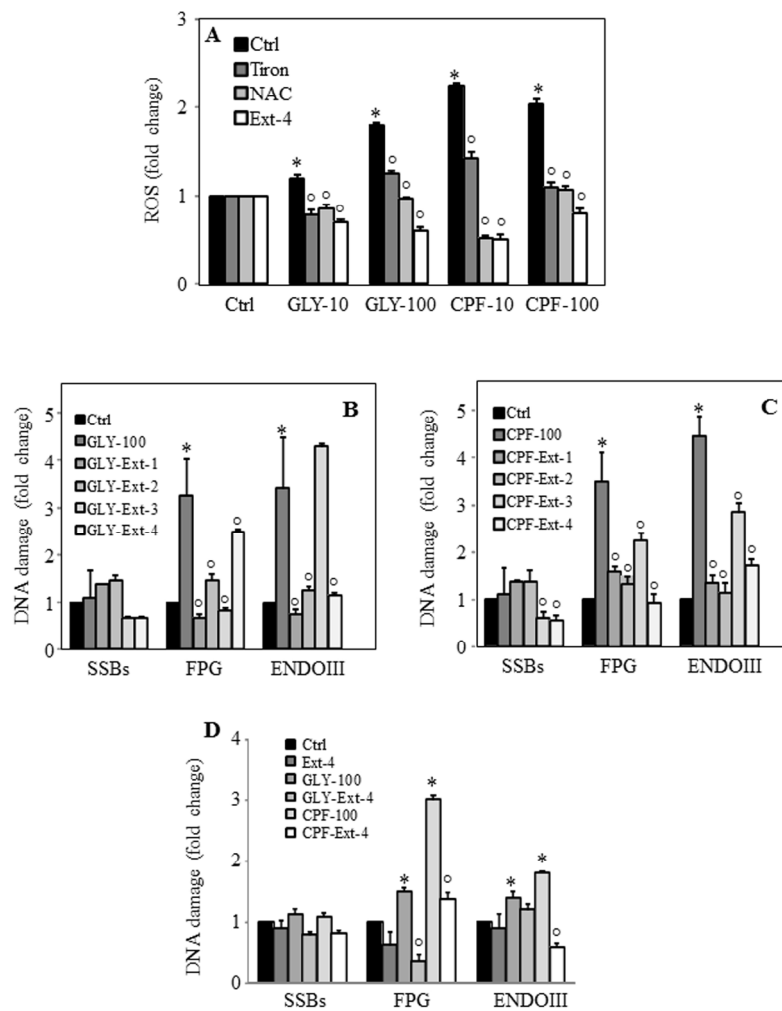 A
Ctrl
Tiron
NAC
Ext-4
ROS (fold change)
3
2
1
0
* ° ° ° * ° ° ° * ° ° ° * ° ° °
Ctrl GLY-10 GLY-100 CPF-10 CPF-100
B
Ctrl
GLY-100
GLY-Ext-1
GLY-Ext-2
GLY-Ext-3
GLY-Ext-4
DNA damage (fold change)
5
4
3
2
1
0
* ° ° ° ° * ° ° °
SSBs FPG ENDOIII
C
Ctrl
CPF-100
CPF-Ext-1
CPF-Ext-2
CPF-Ext-3
CPF-Ext-4
DNA damage (fold change)
5
4
3
2
1
0
° ° * ° ° ° ° * ° ° ° °
SSBs FPG ENDOIII
D
Ctrl
Ext-4
GLY-100
GLY-Ext-4
CPF-100
CPF-Ext-4
DNA damage (fold change)
4
3
2
1
0
* ° * ° * * °
SSBs FPG ENDOIII